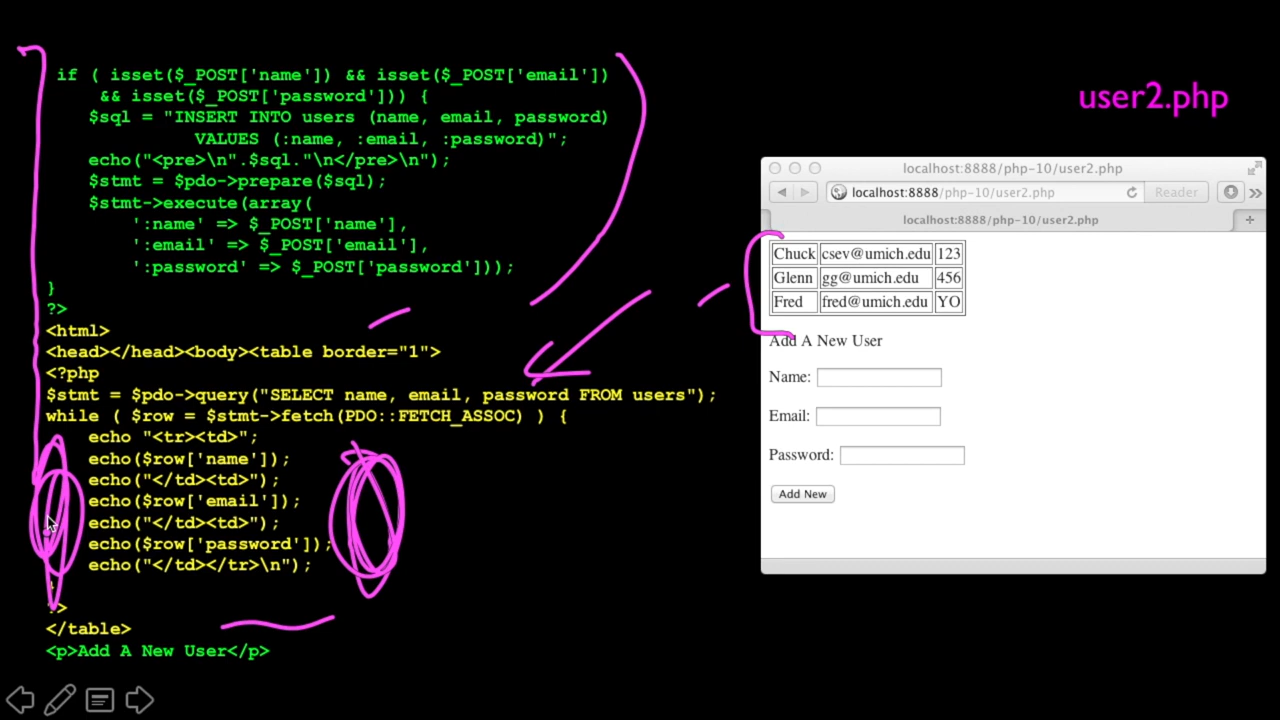 if ( isset($_POST['name']) && isset($_POST['email'])
&& isset($_POST['password'])) {
$sql = "INSERT INTO users (name, email, password)
VALUES (:name, :email, :password)";
echo("<pre>\n".$sql."\n</pre>\n");
$stmt = $pdo->prepare($sql);
$stmt->execute(array(
':name' => $_POST['name'],
':email' => $_POST['email'],
':password' => $_POST['password']));
}
?>
<html>
<head></head><body><table border="1">
<?php
$stmt = $pdo->query("SELECT name, email, password FROM users");
while ( $row = $stmt->fetch(PDO::FETCH_ASSOC) ) {
echo "<tr><td>";
echo($row['name']);
echo("</td><td>");
echo($row['email']);
echo("</td><td>");
echo($row['password']);
echo("</td></tr>\n");
?>
</table>
<p>Add A New User</p>
user2.php
localhost:8888/php-10/user2.php
localhost:8888/php-10/user2.php Reader
localhost:8888/php-10/user2.php
Chuck csev@umich.edu 123
Glenn gg@umich.edu 456
Fred fred@umich.edu YO
Add A New User
Name:
Email:
Password:
Add New